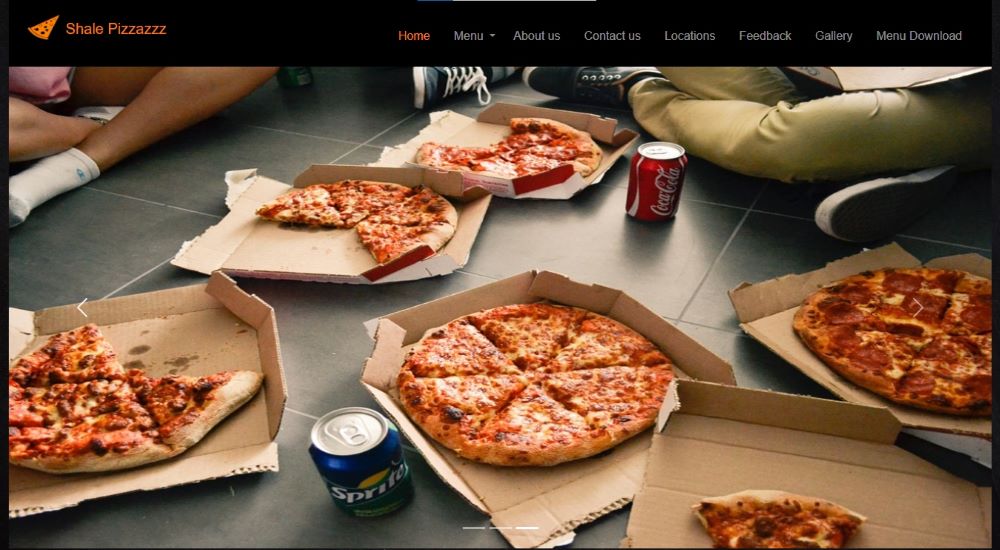 Shale Pizzazzz
Home Menu About us Contact us Locations Feedback Gallery Menu Download
Coca-Cola
Sprite